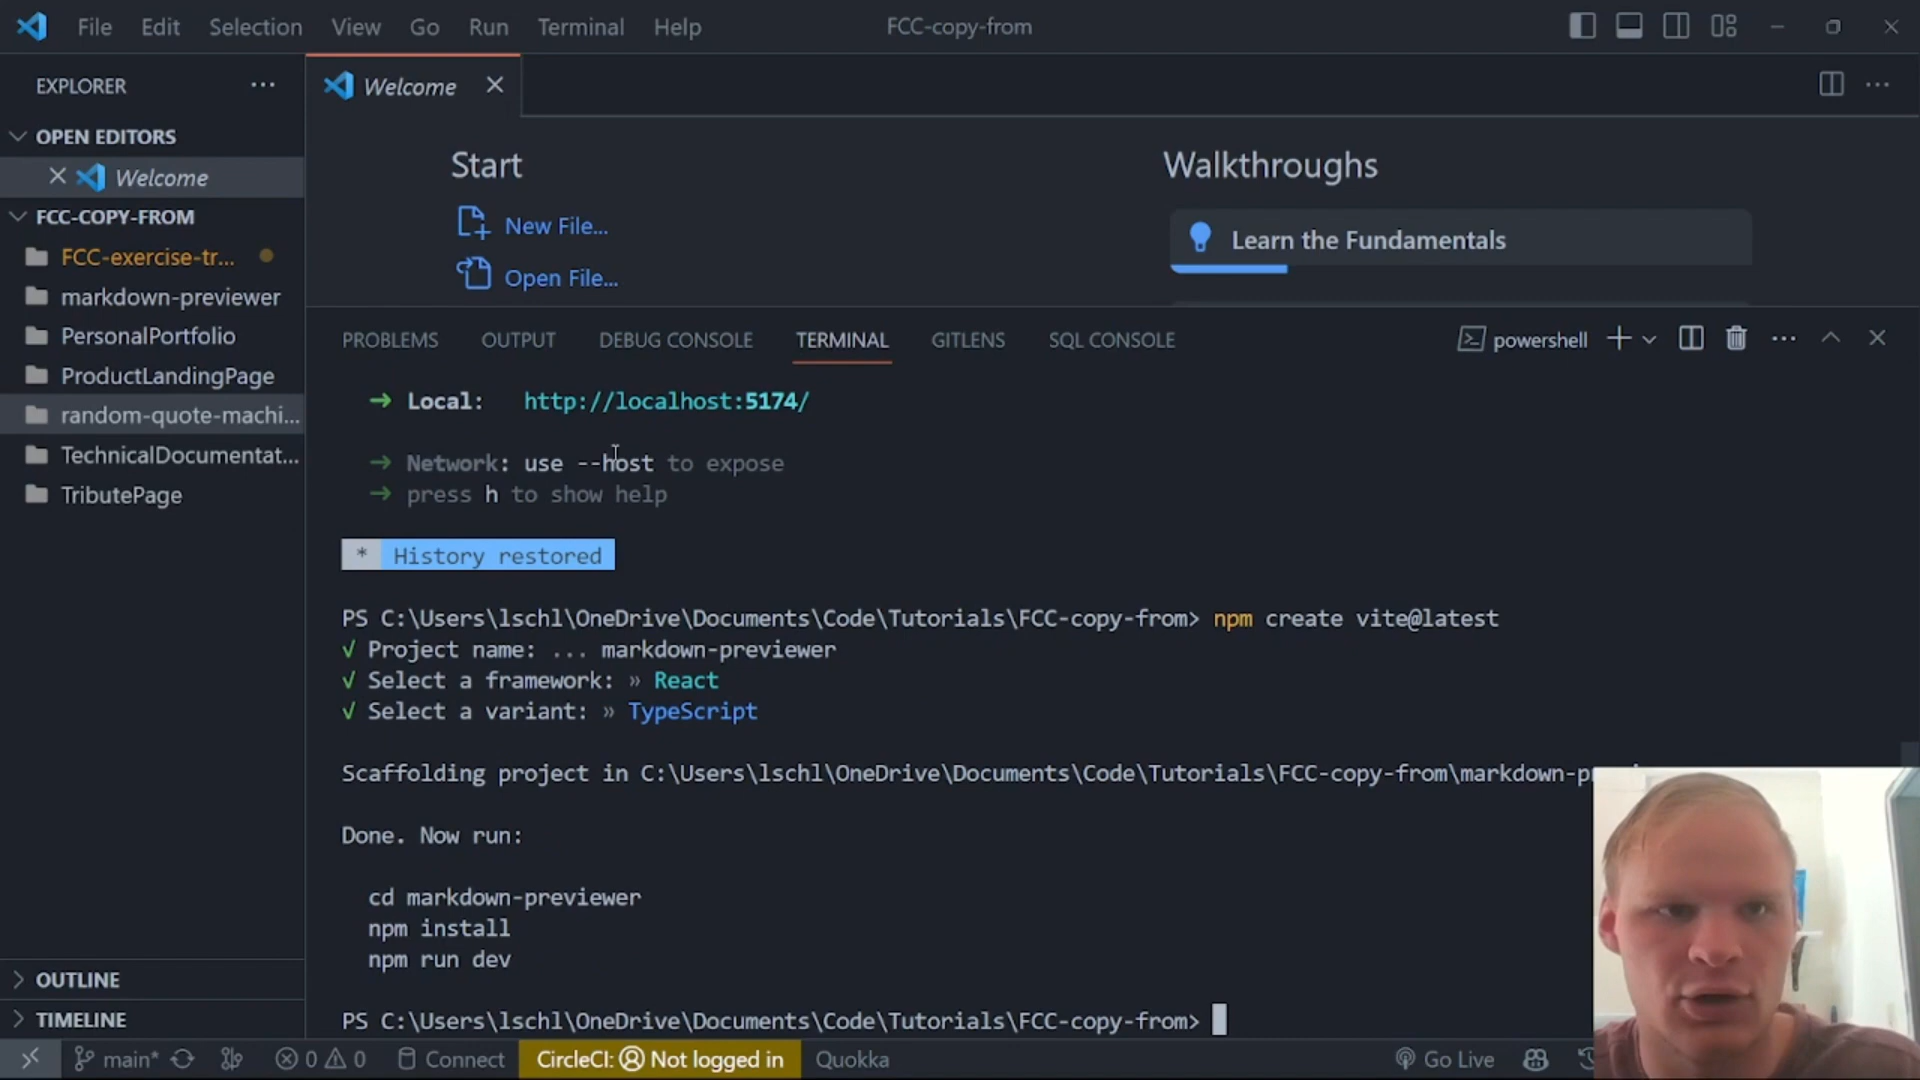 File Edit Selection View Go Run Terminal Help FCC-copy-from
EXPLORER
OPEN EDITORS
Welcome
FCC-COPY-FROM
FCC-exercise-tr...
markdown-previewer
PersonalPortfolio
ProductLandingPage
random-quote-machi...
TechnicalDocumentat...
TributePage
OUTLINE
TIMELINE
Welcome
Start
New File...
Open File...
Walkthroughs
Learn the Fundamentals
PROBLEMS OUTPUT DEBUG CONSOLE TERMINAL GITLENS SQL CONSOLE powershell
➜ Local: http://localhost:5174/
➜ Network: use --host to expose
➜ press h to show help
* History restored
PS C:\Users\lschl\OneDrive\Documents\Code\Tutorials\FCC-copy-from> npm create vite@latest
√ Project name: ... markdown-previewer
√ Select a framework: » React
√ Select a variant: » TypeScript
Scaffolding project in C:\Users\lschl\OneDrive\Documents\Code\Tutorials\FCC-copy-from\markdown-p
Done. Now run:
cd markdown-previewer
npm install
npm run dev
PS C:\Users\lschl\OneDrive\Documents\Code\Tutorials\FCC-copy-from>
main* 0 0 Connect CircleCI: Not logged in Quokka Go Live